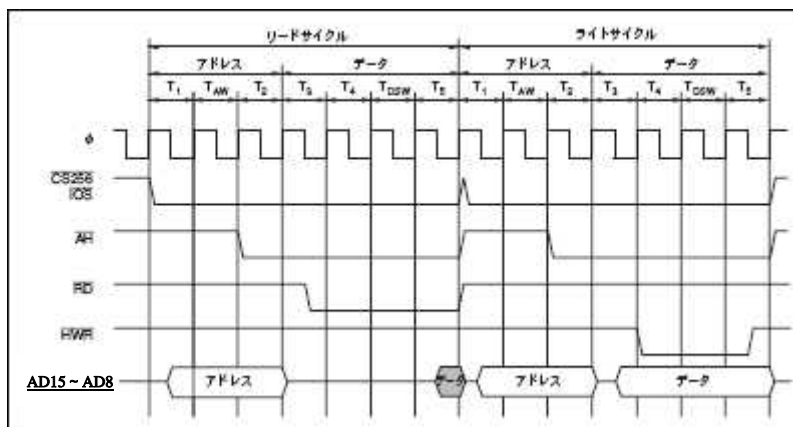 リードサイクル ライトサイクル
アドレス データ アドレス データ
T1 TAW T2 T3 T4 TDSW T5 T1 TAW T2 T3 T4 TDSW T5
φ
CS256
IOS
AH
RD
HWR
AD15 ~ AD8 アドレス データ アドレス データ